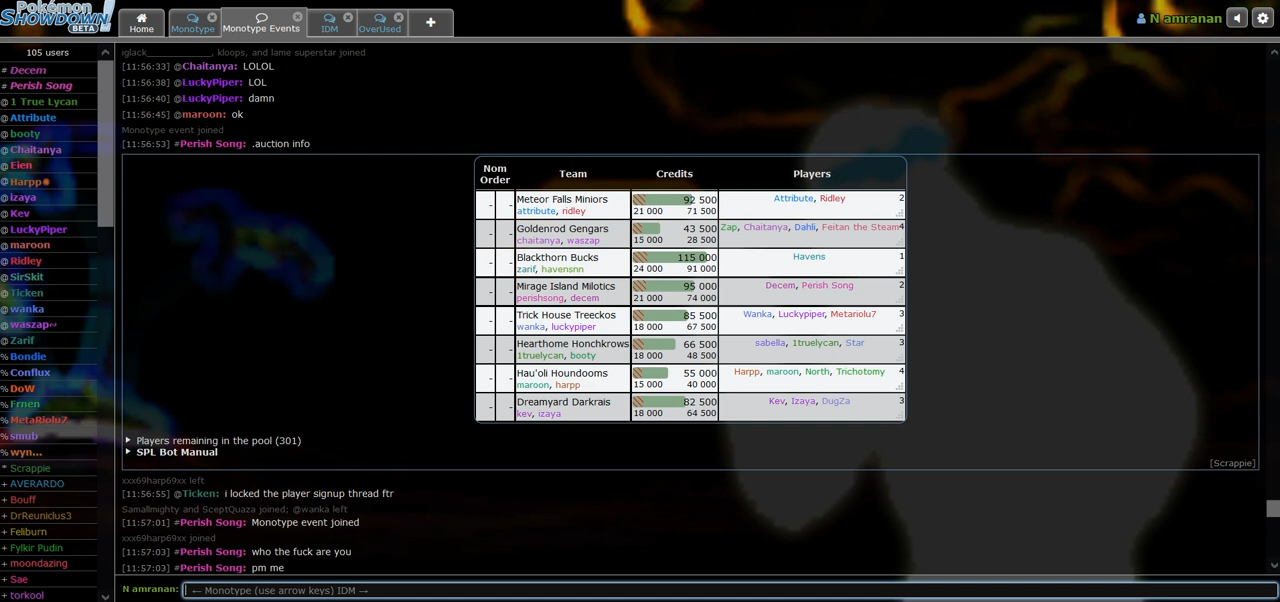 Pokémon
SHOWDOWN!
BETA
Home
Monotype
Monotype Events
IDM
OverUsed
N amranan
105 users
# Decem
# Perish Song
@ 1 True Lycan
@ Attribute
@ booty
@ Chaitanya
@ Eien
@ Harpp
@ izaya
@ Kev
@ LuckyPiper
@ maroon
@ Ridley
@ SirSkit
@ Ticken
@ wanka
@ waszap~
@ Zarif
% Bondie
% Conflux
% DoW
% Frnen
% MetaRiolu7
% smub
% wyn...
* Scrappie
+ AVERARDO
+ Bouff
+ DrReuniclus3
+ Feliburn
+ Fylkir Pudin
+ moondazing
+ Sae
+ torkool
iglack____________, kloops, and lame superstar joined
[11:56:33] @Chaitanya: LOLOL
[11:56:38] @LuckyPiper: LOL
[11:56:40] @LuckyPiper: damn
[11:56:45] @maroon: ok
Monotype event joined
[11:56:53] #Perish Song: .auction info
Nom Order Team Credits Players
- - Meteor Falls Miniors 92 500 Attribute, Ridley 2
attribute, ridley 21 000 71 500
- - Goldenrod Gengars 43 500 Zap, Chaitanya, Dahli, Feitan the Steam 4
chaitanya, waszap 15 000 28 500
- - Blackthorn Bucks 115 000 Havens 1
zarif, havensnn 24 000 91 000
- - Mirage Island Milotics 95 000 Decem, Perish Song 2
perishsong, decem 21 000 74 000
- - Trick House Treeckos 85 500 Wanka, Luckypiper, Metariolu7 3
wanka, luckypiper 18 000 67 500
- - Hearthome Honchkrows 66 500 sabella, 1truelycan, Star 3
1truelycan, booty 18 000 48 500
- - Hau'oli Houndooms 55 000 Harpp, maroon, North, Trichotomy 4
maroon, harpp 15 000 40 000
- - Dreamyard Darkrais 82 500 Kev, Izaya, DugZa 3
kev, izaya 18 000 64 500
Players remaining in the pool (301)
SPL Bot Manual
[Scrappie]
xxx69harp69xx left
[11:56:55] @Ticken: i locked the player signup thread ftr
Samallmighty and SceptQuaza joined; @wanka left
[11:57:01] #Perish Song: Monotype event joined
xxx69harp69xx joined
[11:57:03] #Perish Song: who the fuck are you
[11:57:03] #Perish Song: pm me
N amranan: ← Monotype (use arrow keys) IDM →